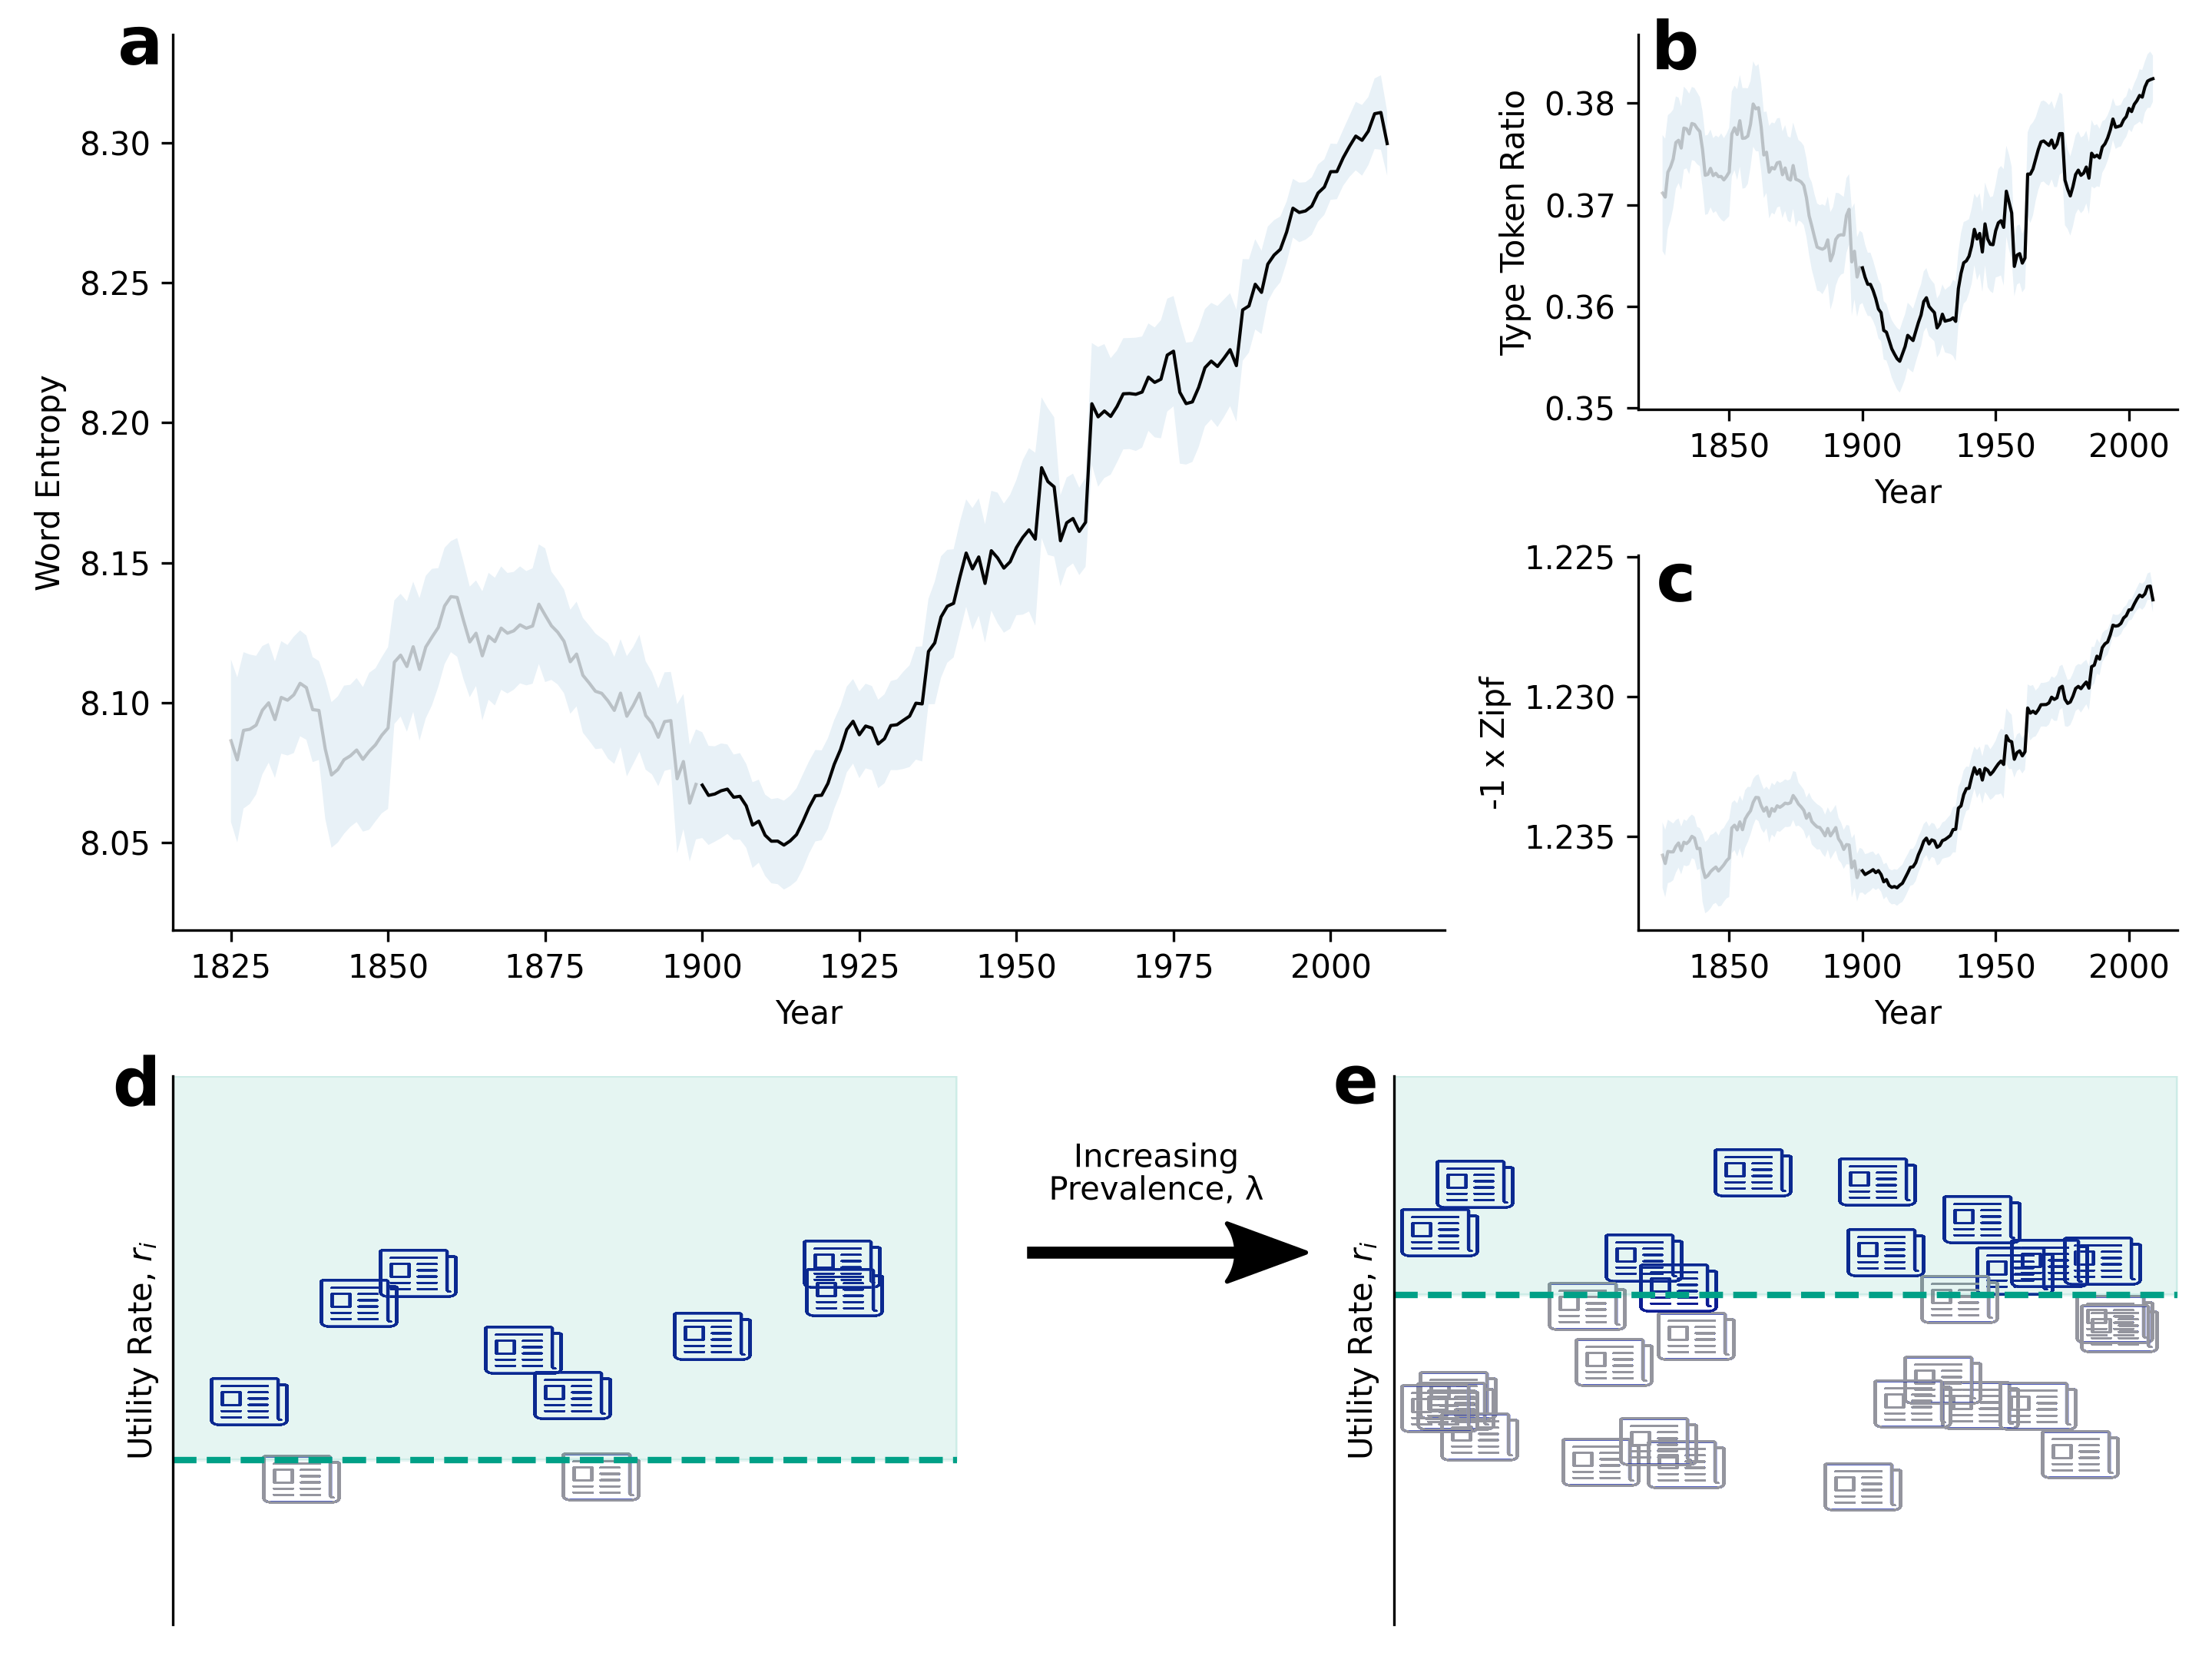 a
8.30
8.25
8.20
8.15
8.10
8.05
Word Entropy
1825 1850 1875 1900 1925 1950 1975 2000
Year
b
0.38
0.37
0.36
0.35
Type Token Ratio
1850 1900 1950 2000
Year
c
1.225
1.230
1.235
-1 x Zipf
1850 1900 1950 2000
Year
d
Utility Rate, rᵢ
Increasing
Prevalence, λ
e
Utility Rate, rᵢ